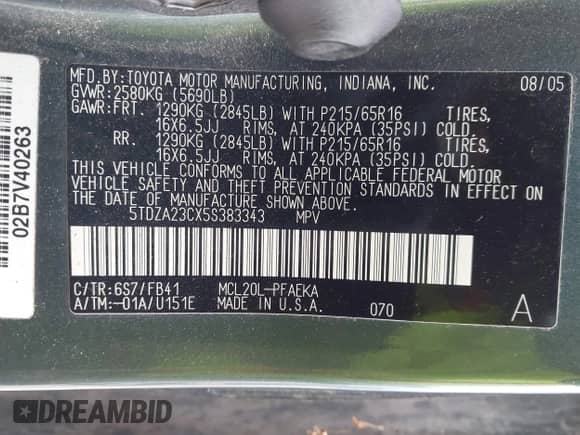 MFD.BY:TOYOTA MOTOR MANUFACTURING, INDIANA, INC. 08/05
GVWR:2580KG (5690LB)
GAWR:FRT. 1290KG (2845LB) WITH P215/65R16 TIRES,
16X6.5JJ RIMS, AT 240KPA (35PSI) COLD.
RR. 1290KG (2845LB) WITH P215/65R16 TIRES,
16X6.5JJ RIMS, AT 240KPA (35PSI) COLD.
THIS VEHICLE CONFORMS TO ALL APPLICABLE FEDERAL MOTOR
VEHICLE SAFETY AND THEFT PREVENTION STANDARDS IN EFFECT ON
THE DATE OF MANUFACTURE SHOWN ABOVE.
5TDZA23CX5S383343 MPV
C/TR:6S7/FB41 MCL20L-PFAEKA
A/TM:-01A/U151E MADE IN U.S.A. 070 A
02B7V40263
DREAMBID